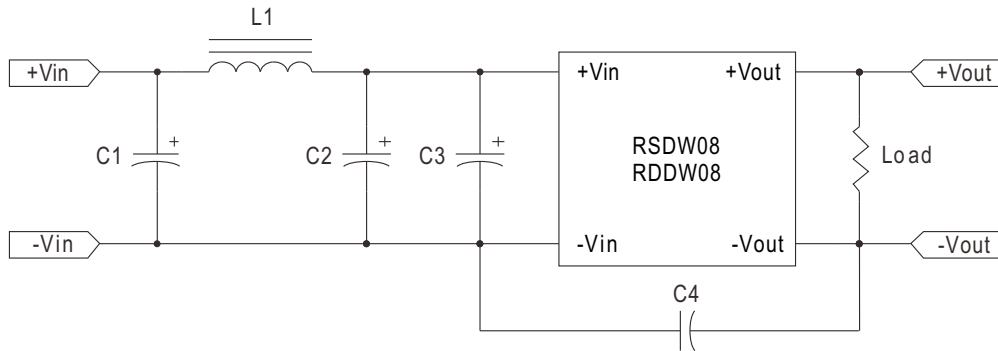 L1
+Vin
+Vin
+Vout
+Vout
C1
+
C2
+
C3
+
RSDW08
RDDW08
Load
-Vin
-Vin
-Vout
-Vout
C4